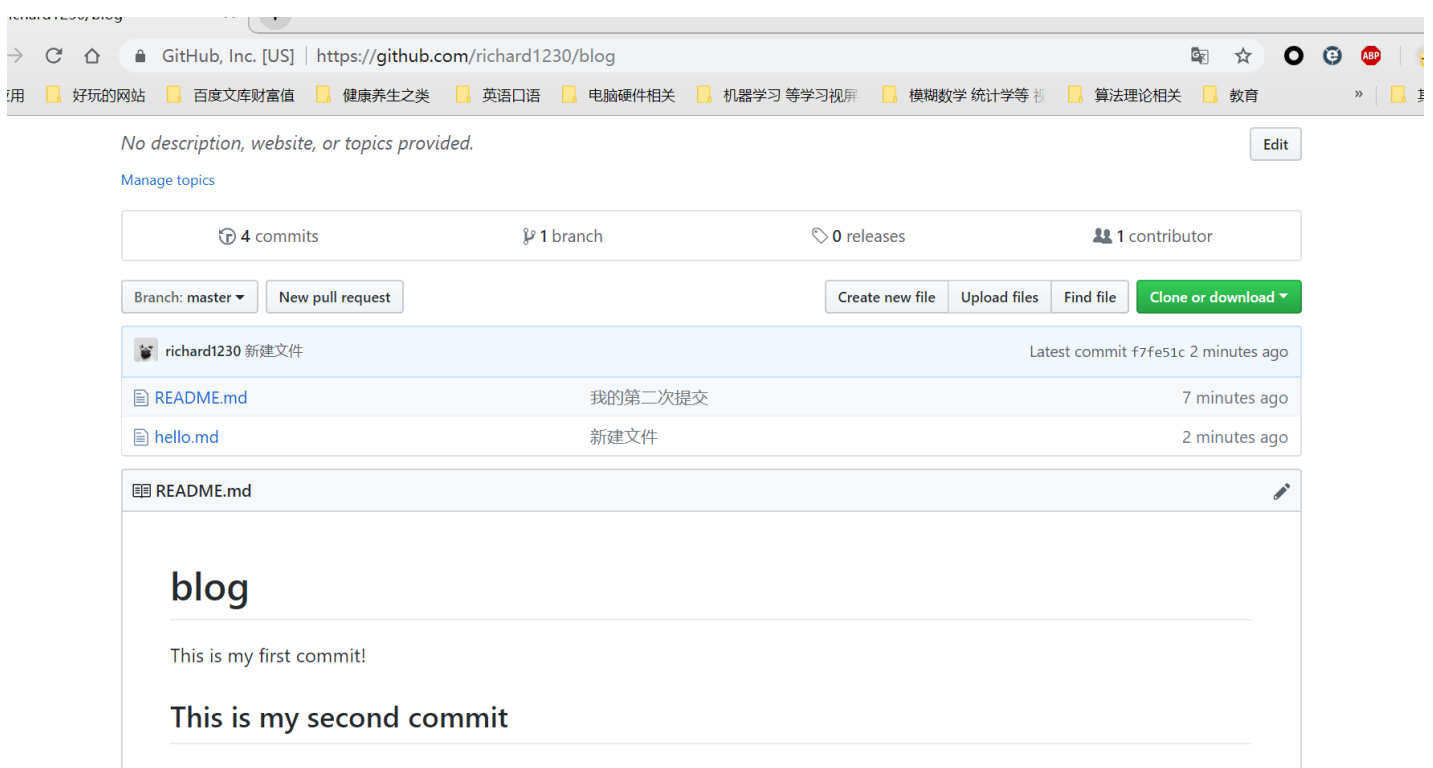 GitHub, Inc. [US] https://github.com/richard1230/blog
ABP
用 好玩的网站 百度文库财富值 健康养生之类 英语口语 电脑硬件相关 机器学习 等学习视屏 模糊数学 统计学等 视 算法理论相关 教育 »
No description, website, or topics provided. Edit
Manage topics
4 commits 1 branch 0 releases 1 contributor
Branch: master New pull request Create new file Upload files Find file Clone or download
richard1230 新建文件 Latest commit f7fe51c 2 minutes ago
README.md 我的第二次提交 7 minutes ago
hello.md 新建文件 2 minutes ago
README.md
blog
This is my first commit!
This is my second commit